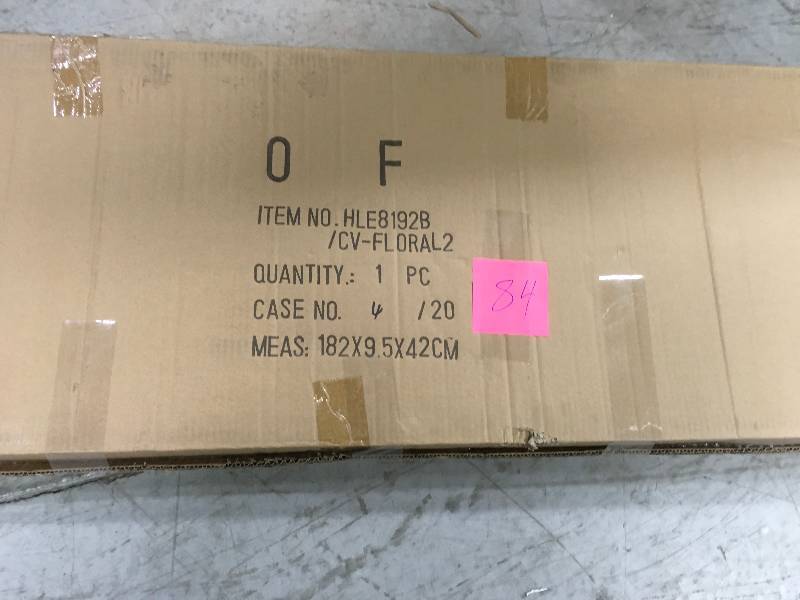 O F
ITEM NO. HLE8192B
/CV-FLORAL2
QUANTITY.: 1 PC
CASE NO. 4 /20
MEAS: 182X9.5X42CM
84